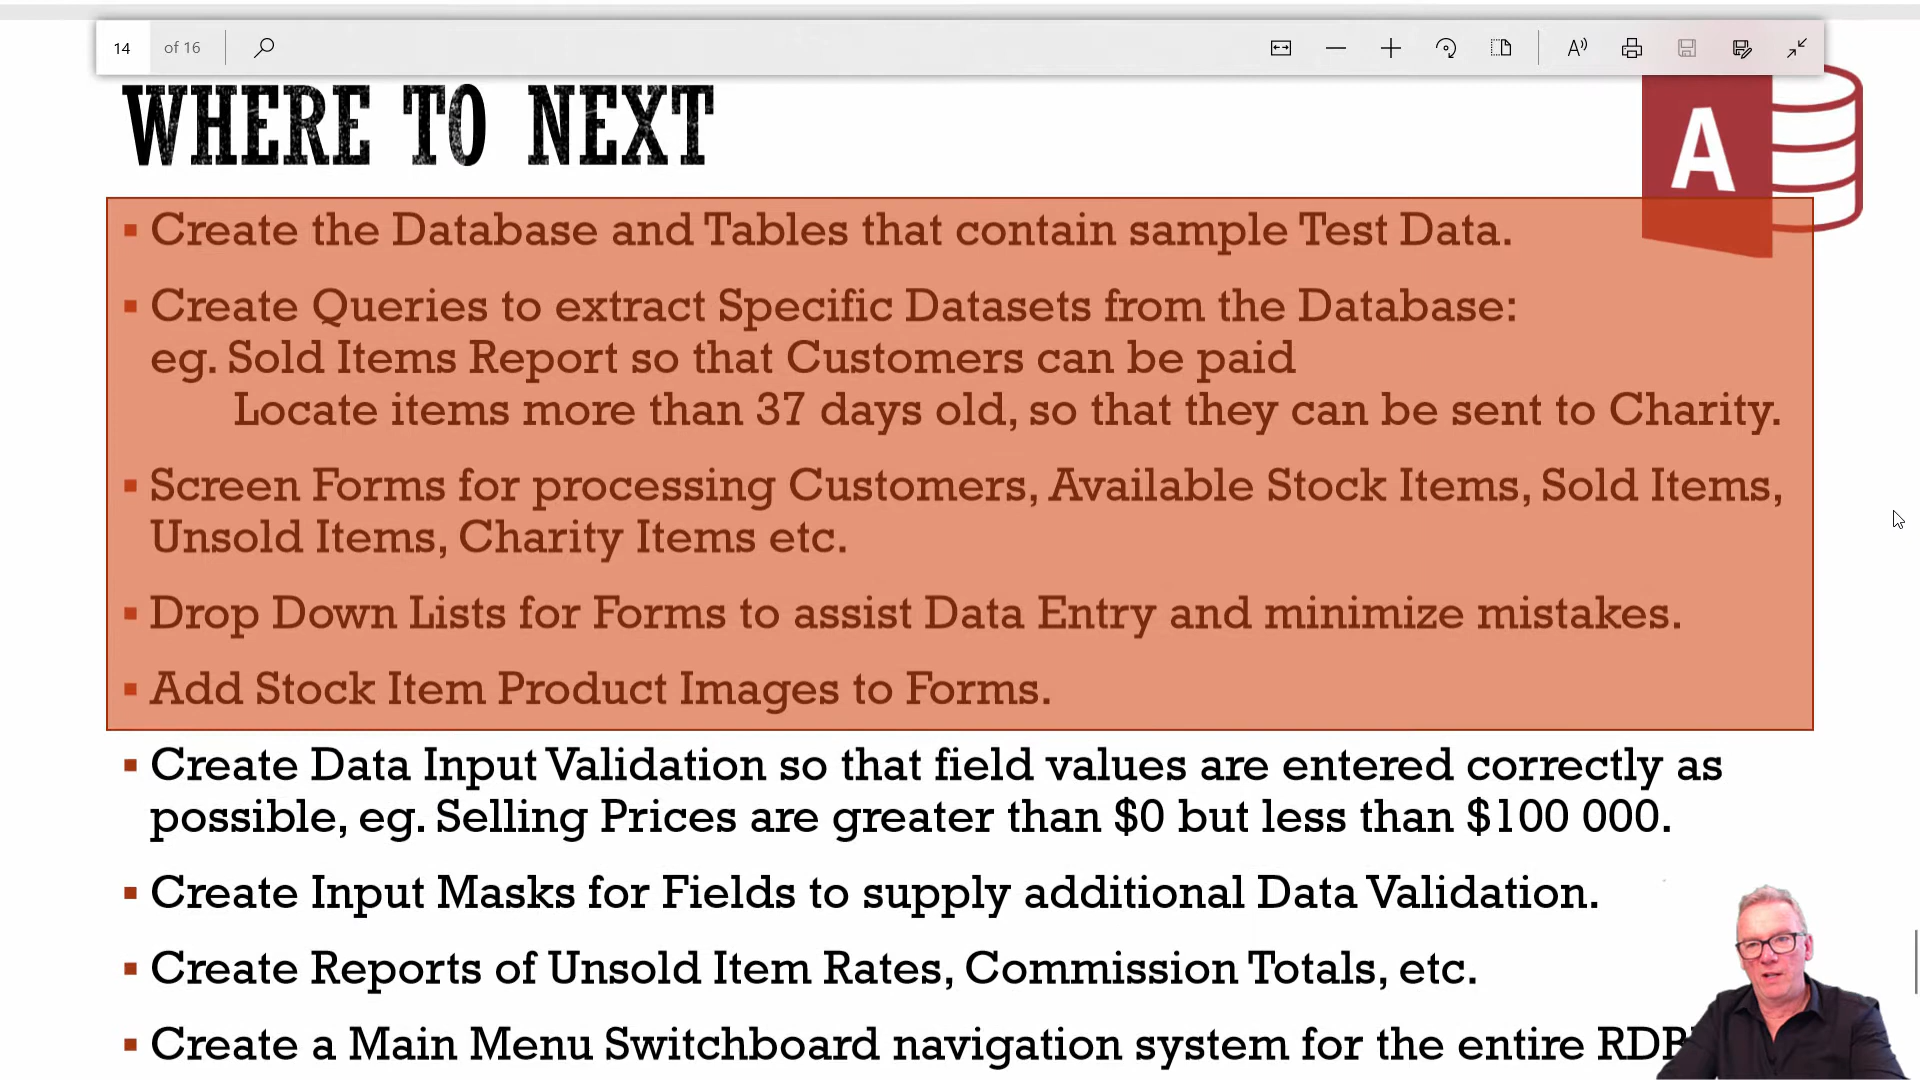 14 of 16
WHERE TO NEXT
A
▪ Create the Database and Tables that contain sample Test Data.
▪ Create Queries to extract Specific Datasets from the Database:
eg. Sold Items Report so that Customers can be paid
Locate items more than 37 days old, so that they can be sent to Charity.
▪ Screen Forms for processing Customers, Available Stock Items, Sold Items,
Unsold Items, Charity Items etc.
▪ Drop Down Lists for Forms to assist Data Entry and minimize mistakes.
▪ Add Stock Item Product Images to Forms.
▪ Create Data Input Validation so that field values are entered correctly as
possible, eg. Selling Prices are greater than $0 but less than $100 000.
▪ Create Input Masks for Fields to supply additional Data Validation.
▪ Create Reports of Unsold Item Rates, Commission Totals, etc.
▪ Create a Main Menu Switchboard navigation system for the entire